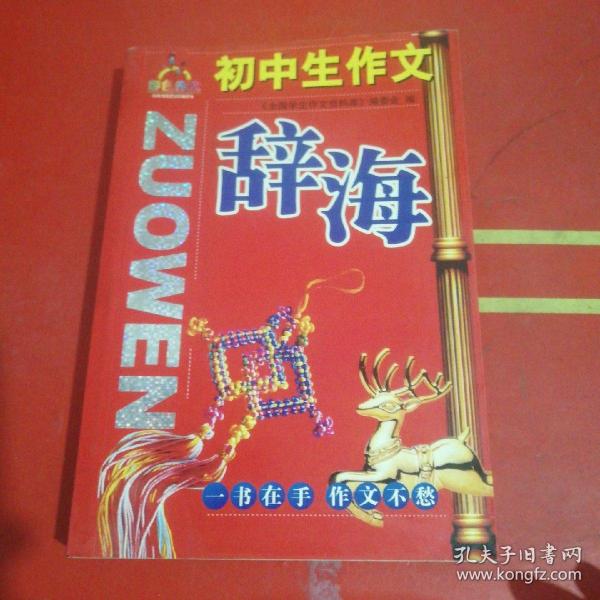 初中生作文
《全国学生作文资料库》编委会 编
辞海
ZUOWEN
一书在手 作文不愁
孔夫子旧书网
www.kongfz.com